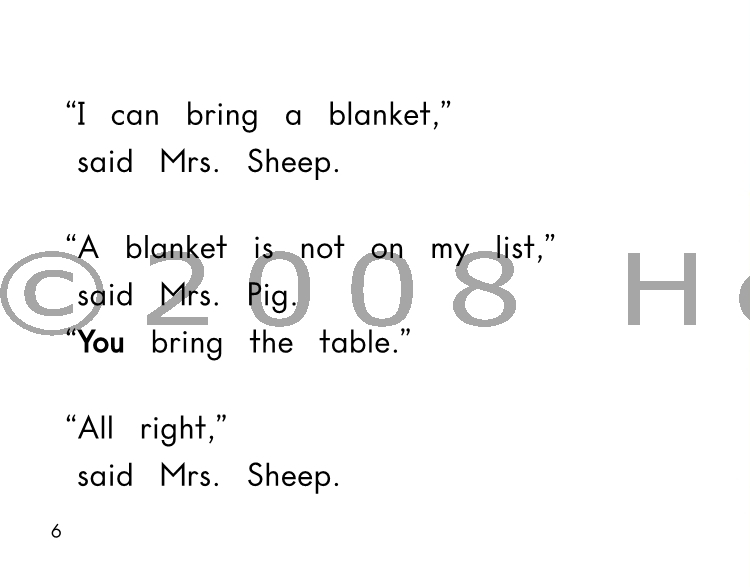 “I can bring a blanket,”
said Mrs. Sheep.
“A blanket is not on my list,”
said Mrs. Pig.
“You bring the table.”
“All right,”
said Mrs. Sheep.
6
© 2008 H